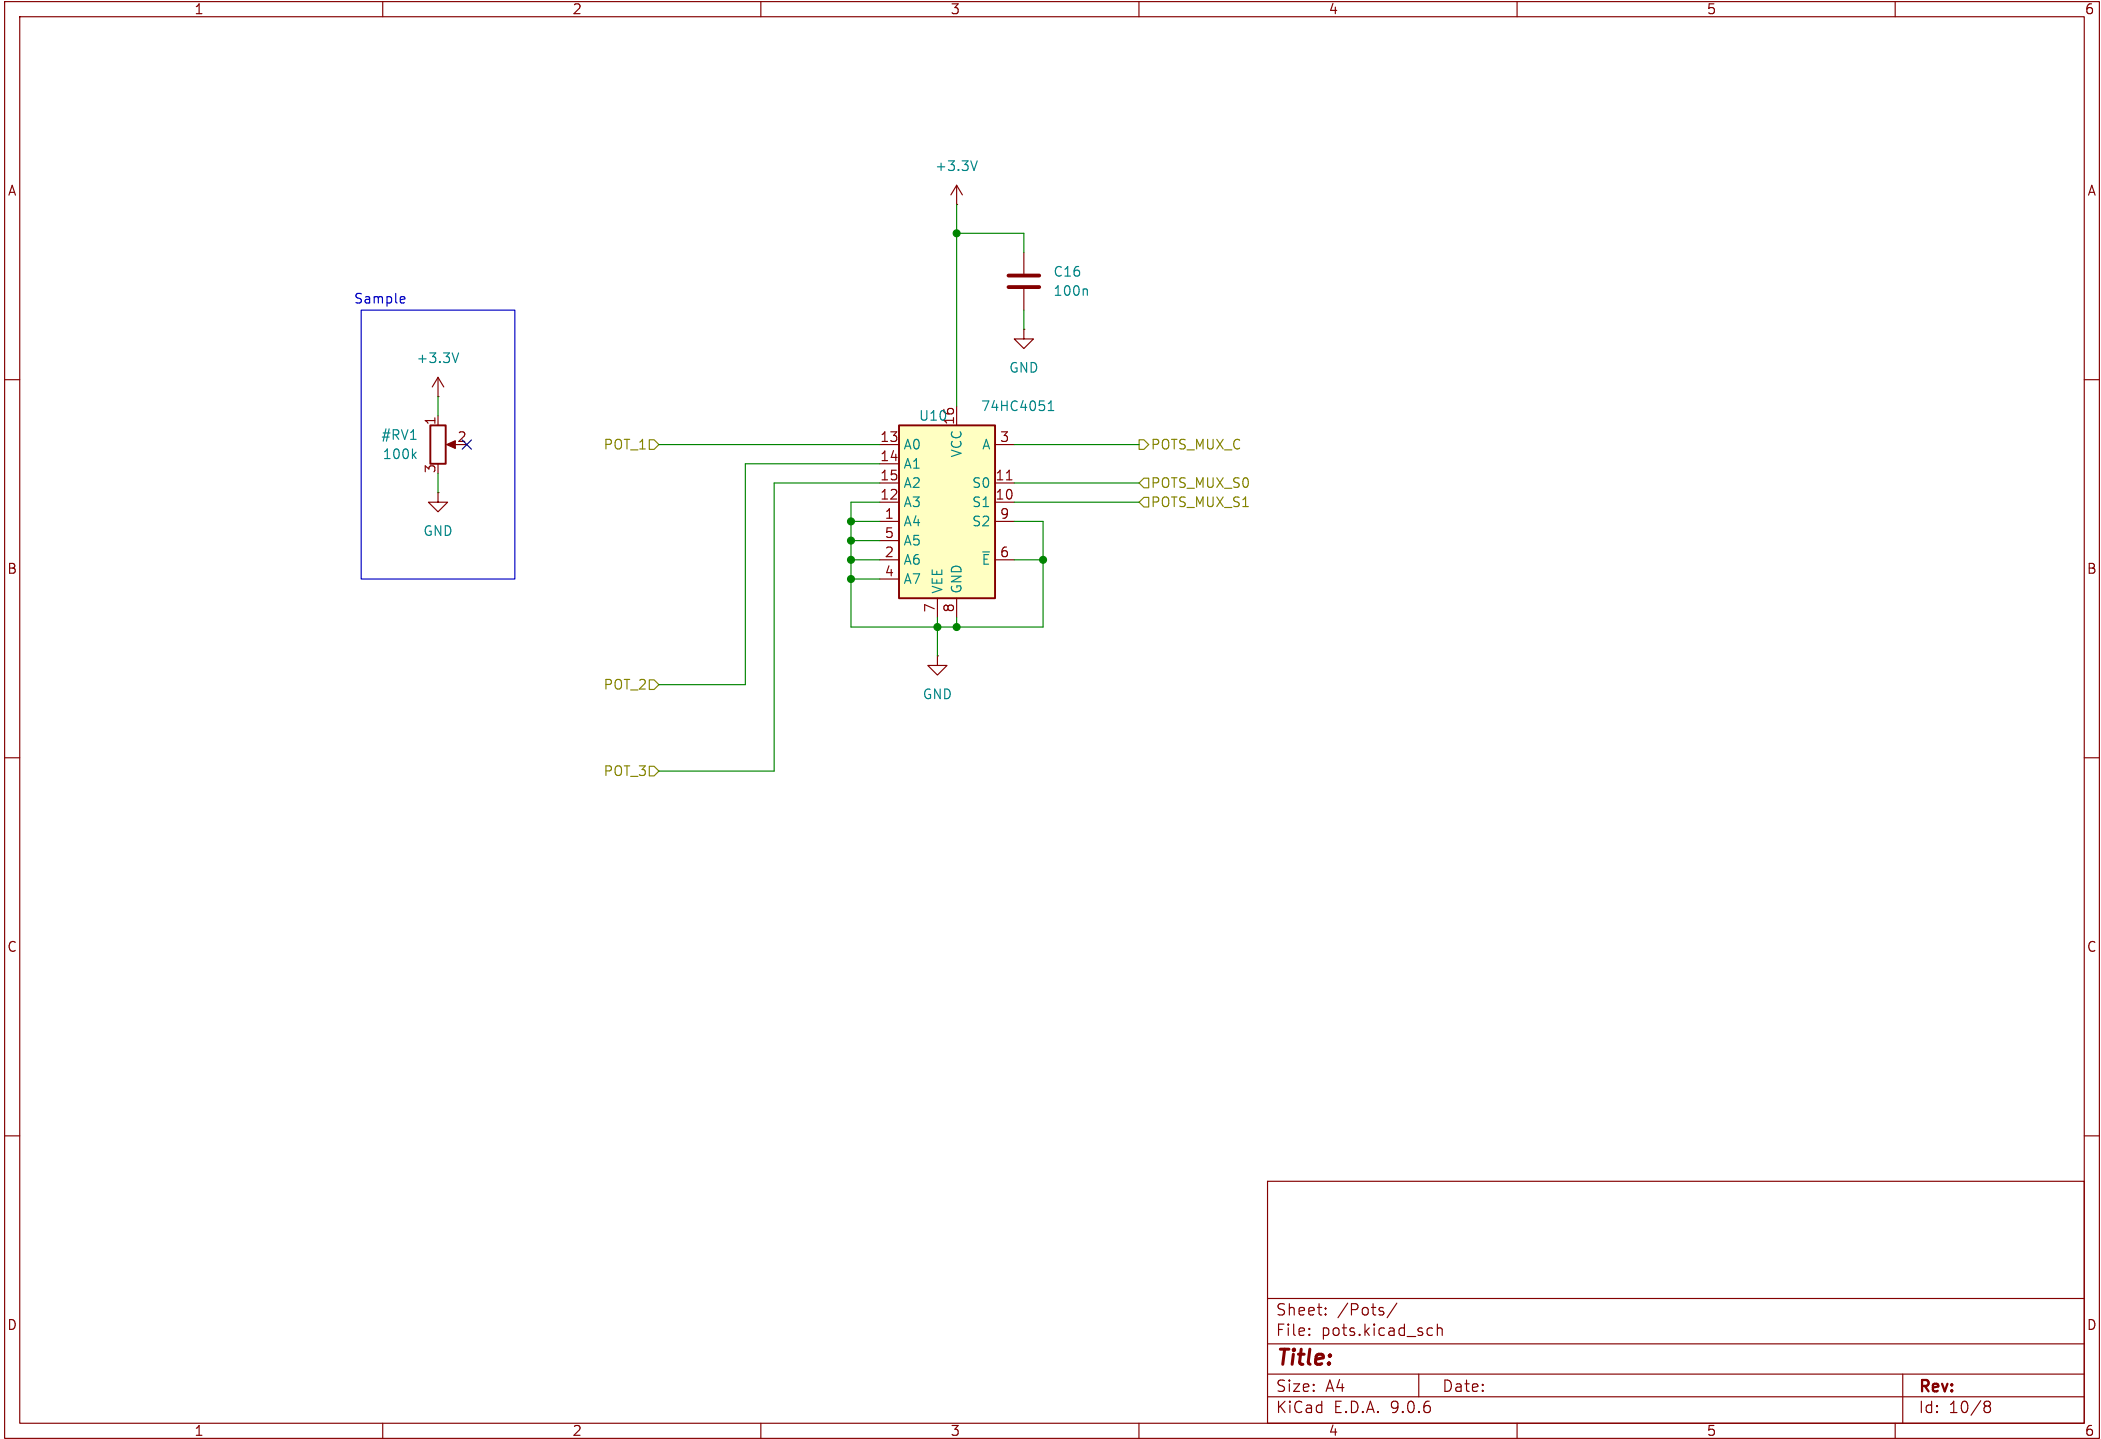 1 2 3 4 5 6
A A
+3.3V
C16
100n
GND
Sample
+3.3V
1
#RV1
100k
2
3
GND
74HC4051
U10
16
POT_1 13 A0 VCC A 3 POTS_MUX_C
14 A1
15 A2 S0 11 POTS_MUX_S0
12 A3 S1 10 POTS_MUX_S1
1 A4 S2 9
5 A5
2 A6 E 6
4 A7 VEE GND
7 8
GND
B B
POT_2
POT_3
C C
D D
Sheet: /Pots/
File: pots.kicad_sch
Title:
Size: A4 Date: Rev:
KiCad E.D.A. 9.0.6 Id: 10/8
1 2 3 4 5 6